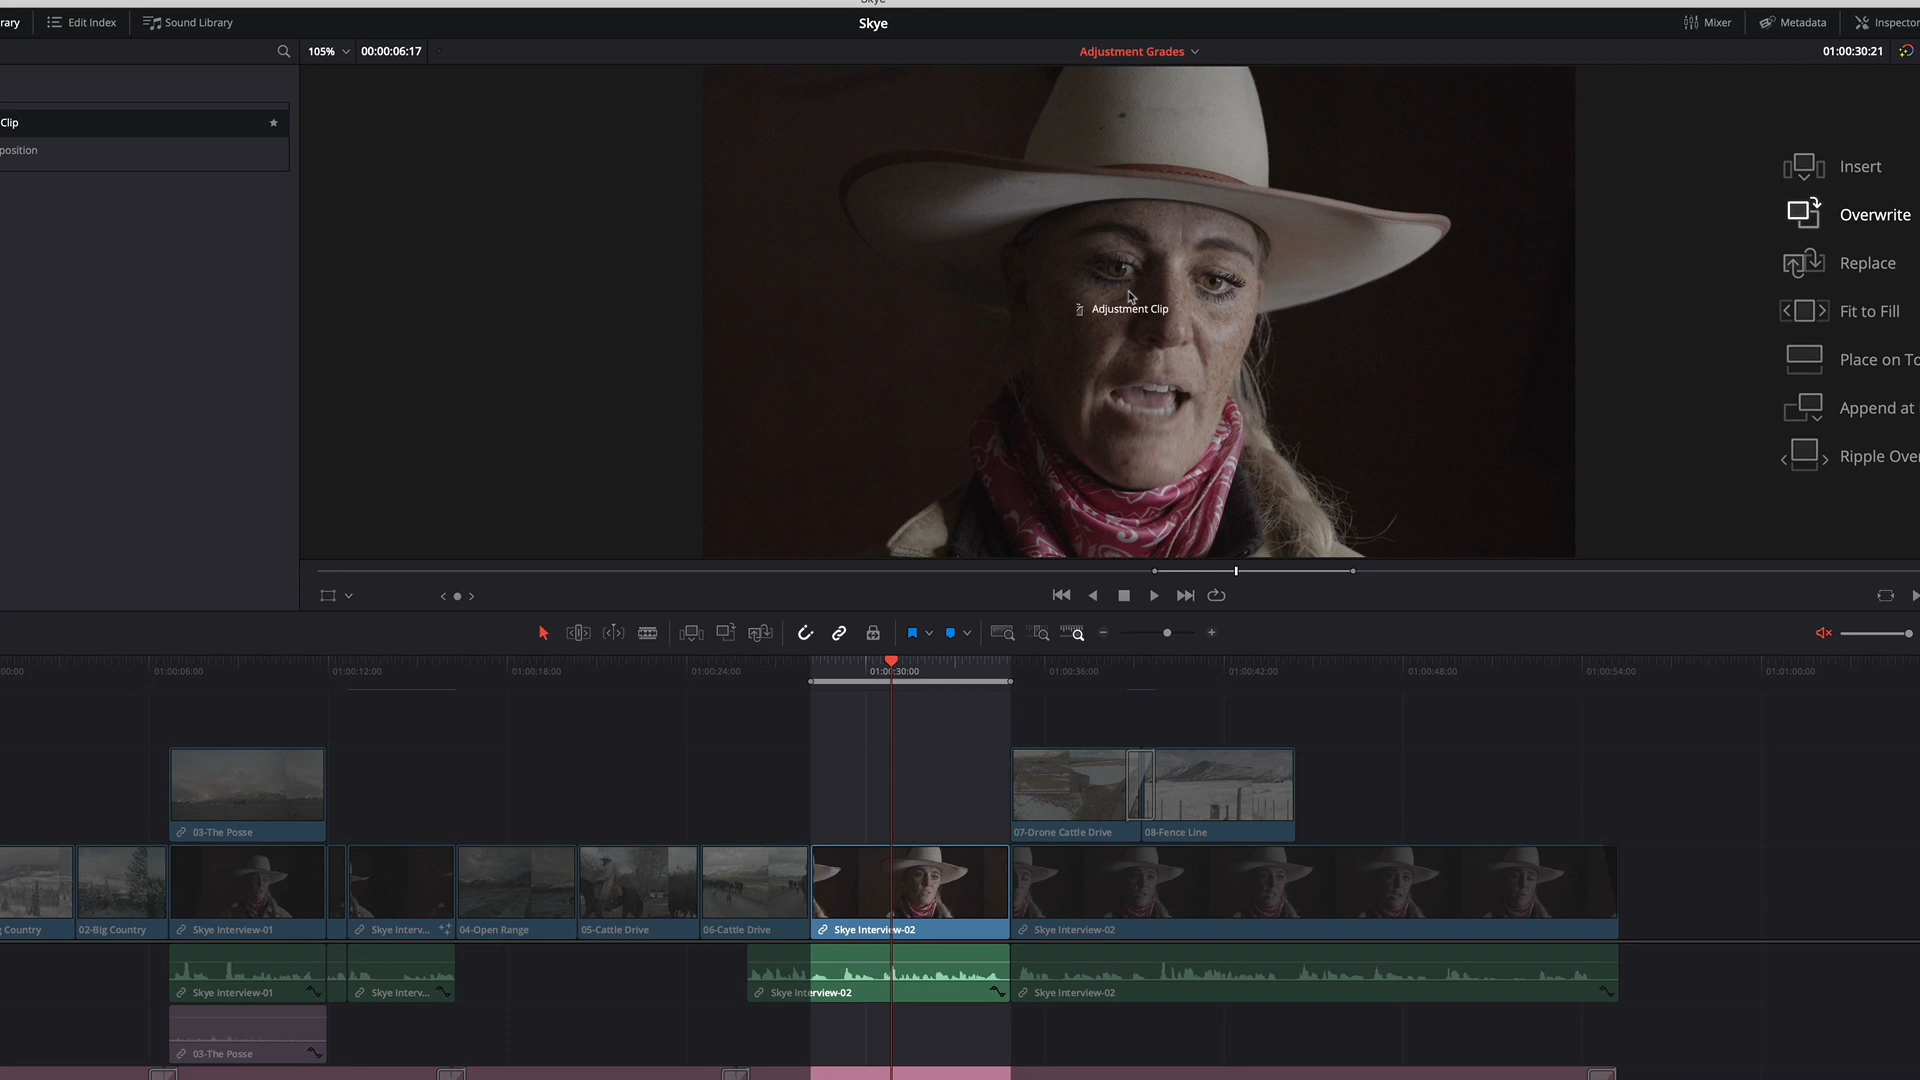 Skye
rary
Edit Index
Sound Library
Skye
Mixer
Metadata
Inspector
105%
00:00:06:17
Adjustment Grades
01:00:30:21
Clip
position
Adjustment Clip
Insert
Overwrite
Replace
Fit to Fill
Place on To
Append at
Ripple Over
00:00
01:00:06:00
01:00:12:00
01:00:18:00
01:00:24:00
01:00:30:00
01:00:36:00
01:00:42:00
01:00:48:00
01:00:54:00
01:01:00:00
03-The Posse
07-Drone Cattle Drive
08-Fence Line
g Country
02-Big Country
Skye Interview-01
Skye Interv...
04-Open Range
05-Cattle Drive
06-Cattle Drive
Skye Interview-02
Skye Interview-02
Skye Interview-01
Skye Interv...
Skye Interview-02
Skye Interview-02
03-The Posse